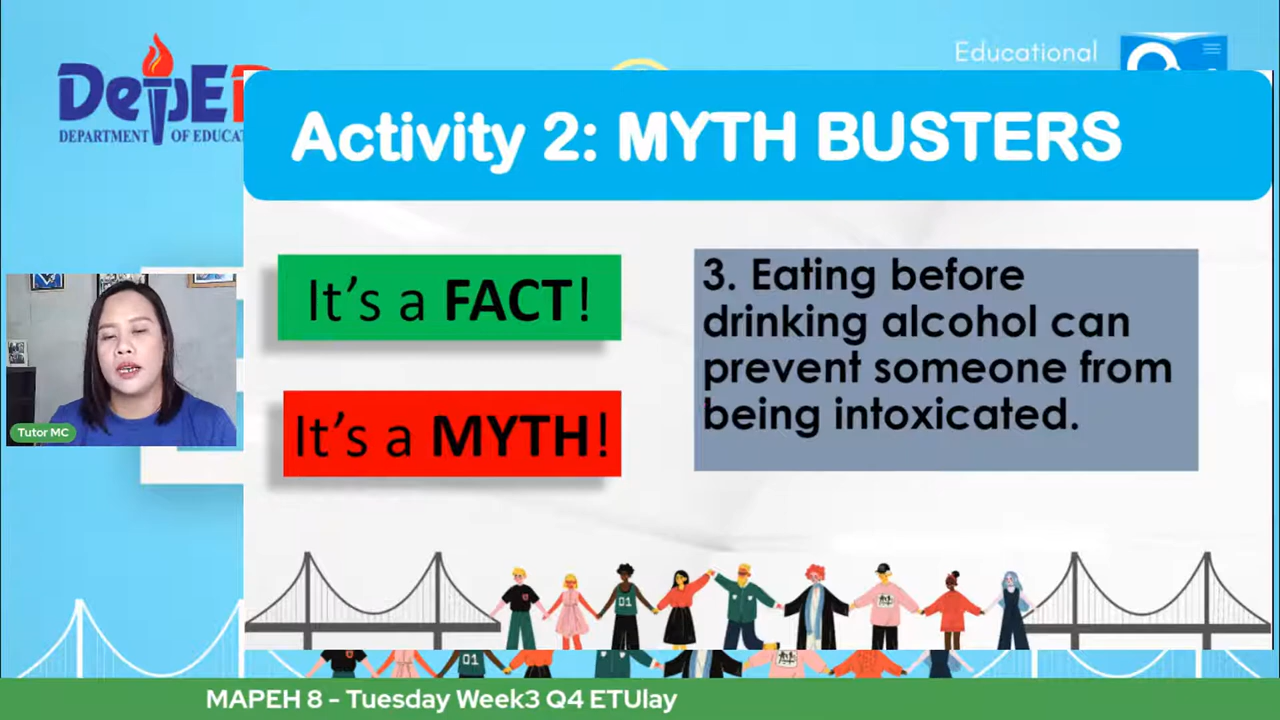 Educational
DepED
DEPARTMENT OF EDUCAT
Activity 2: MYTH BUSTERS
It's a FACT!
3. Eating before
drinking alcohol can
prevent someone from
being intoxicated.
It's a MYTH!
Tutor MC
01
01
MAPEH 8 - Tuesday Week3 Q4 ETUlay